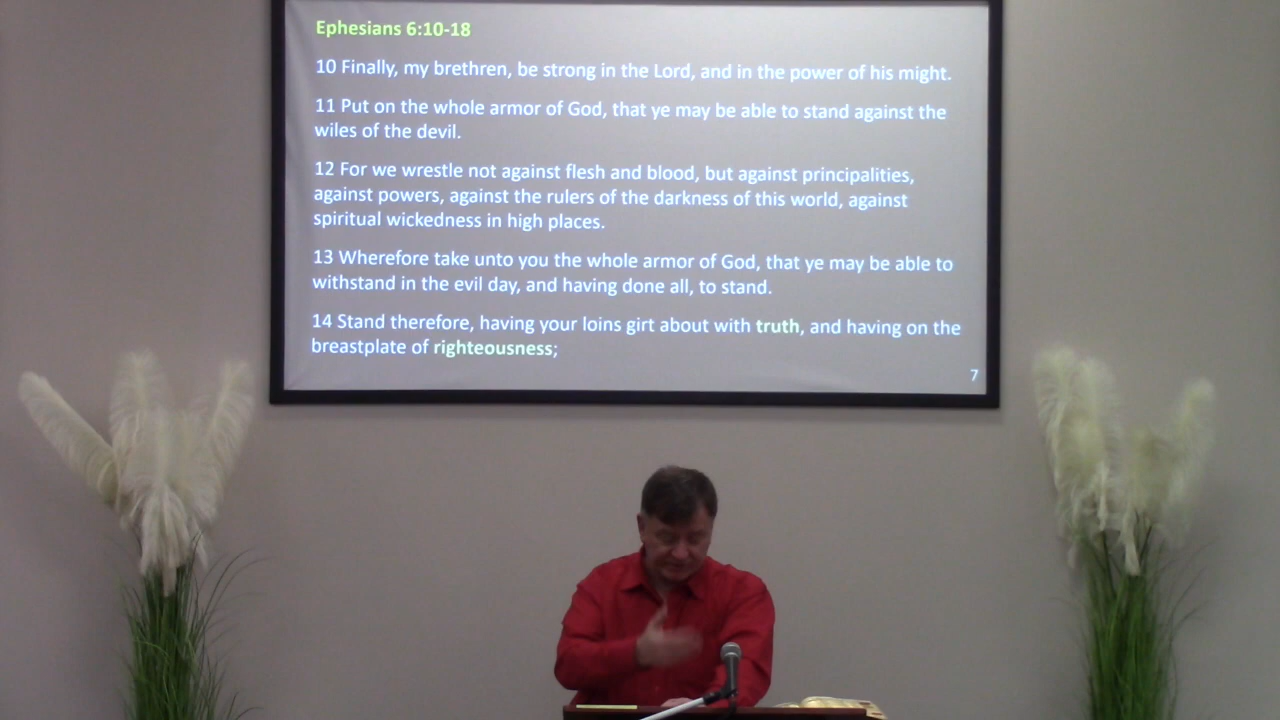 Ephesians 6:10-18
10 Finally, my brethren, be strong in the Lord, and in the power of his might.
11 Put on the whole armor of God, that ye may be able to stand against the
wiles of the devil.
12 For we wrestle not against flesh and blood, but against principalities,
against powers, against the rulers of the darkness of this world, against
spiritual wickedness in high places.
13 Wherefore take unto you the whole armor of God, that ye may be able to
withstand in the evil day, and having done all, to stand.
14 Stand therefore, having your loins girt about with truth, and having on the
breastplate of righteousness;
7